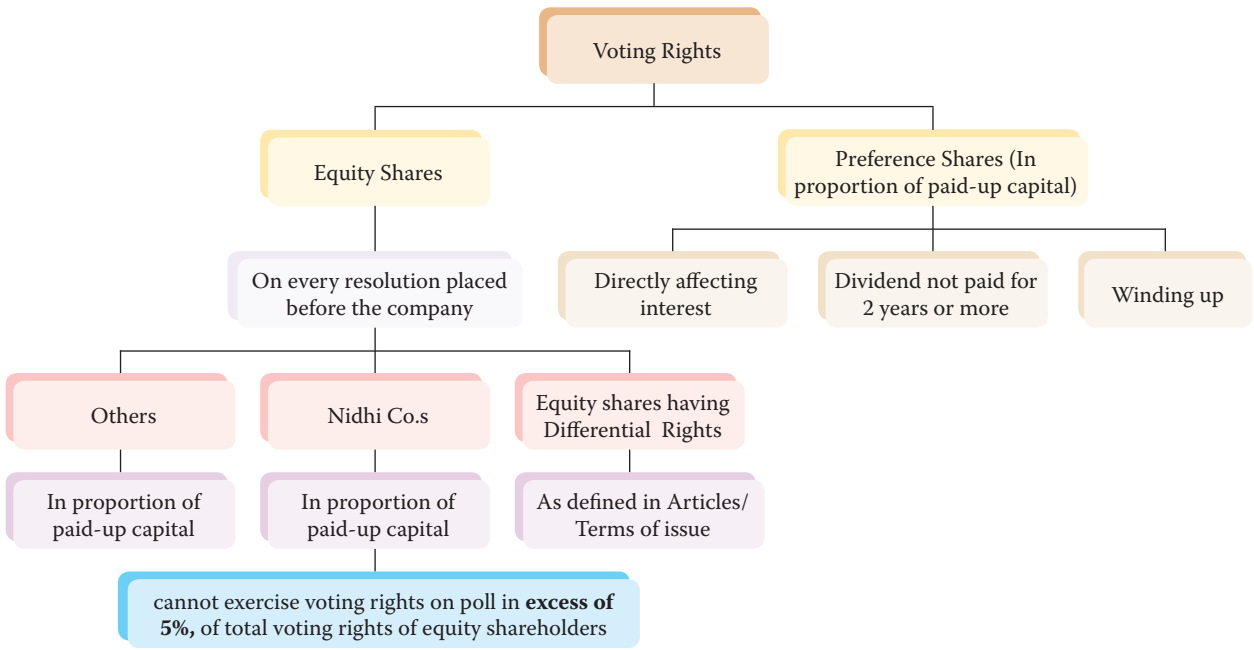 Voting Rights
Equity Shares
Preference Shares (In
proportion of paid-up capital)
On every resolution placed
before the company
Directly affecting
interest
Dividend not paid for
2 years or more
Winding up
Others
Nidhi Co.s
Equity shares having
Differential Rights
In proportion of
paid-up capital
In proportion of
paid-up capital
As defined in Articles/
Terms of issue
cannot exercise voting rights on poll in excess of
5%, of total voting rights of equity shareholders